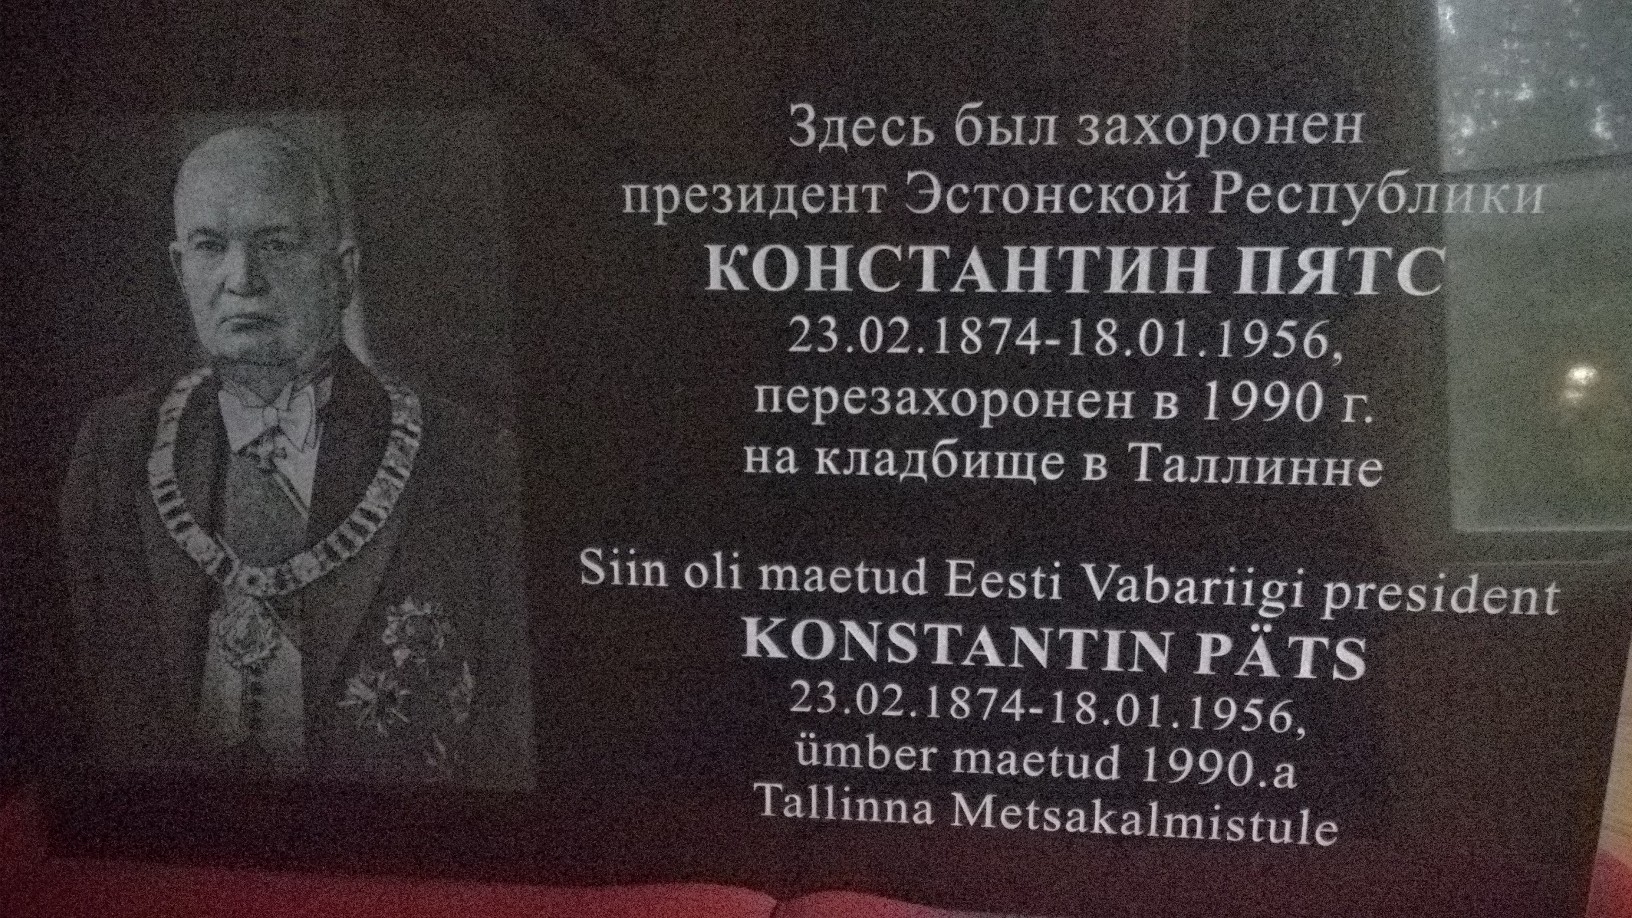 Здесь был захоронен
президент Эстонской Республики
КОНСТАНТИН ПЯТС
23.02.1874-18.01.1956,
перезахоронен в 1990 г.
на кладбище в Таллинне
Siin oli maetud Eesti Vabariigi president
KONSTANTIN PÄTS
23.02.1874-18.01.1956,
ümber maetud 1990.a
Tallinna Metsakalmistule